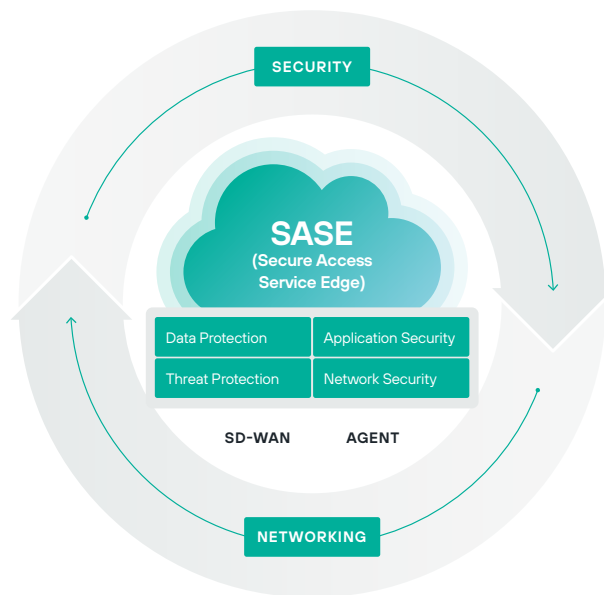 SECURITY
SASE
(Secure Access
Service Edge)
Data Protection
Application Security
Threat Protection
Network Security
SD-WAN
AGENT
NETWORKING